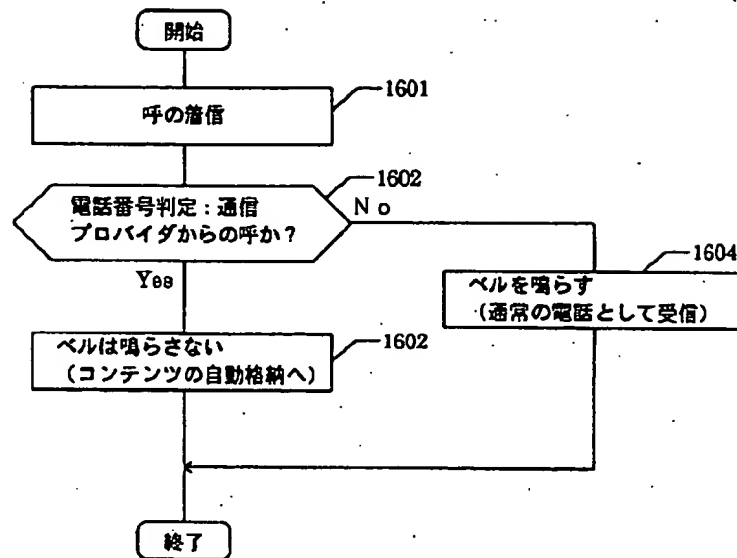 開始
1601
呼の着信
1602
電話番号判定：通信
プロバイダからの呼か？
No
Yes
1604
ベルを鳴らす
（通常の電話として受信）
ベルは鳴らさない
（コンテンツの自動格納へ）
1602
終了